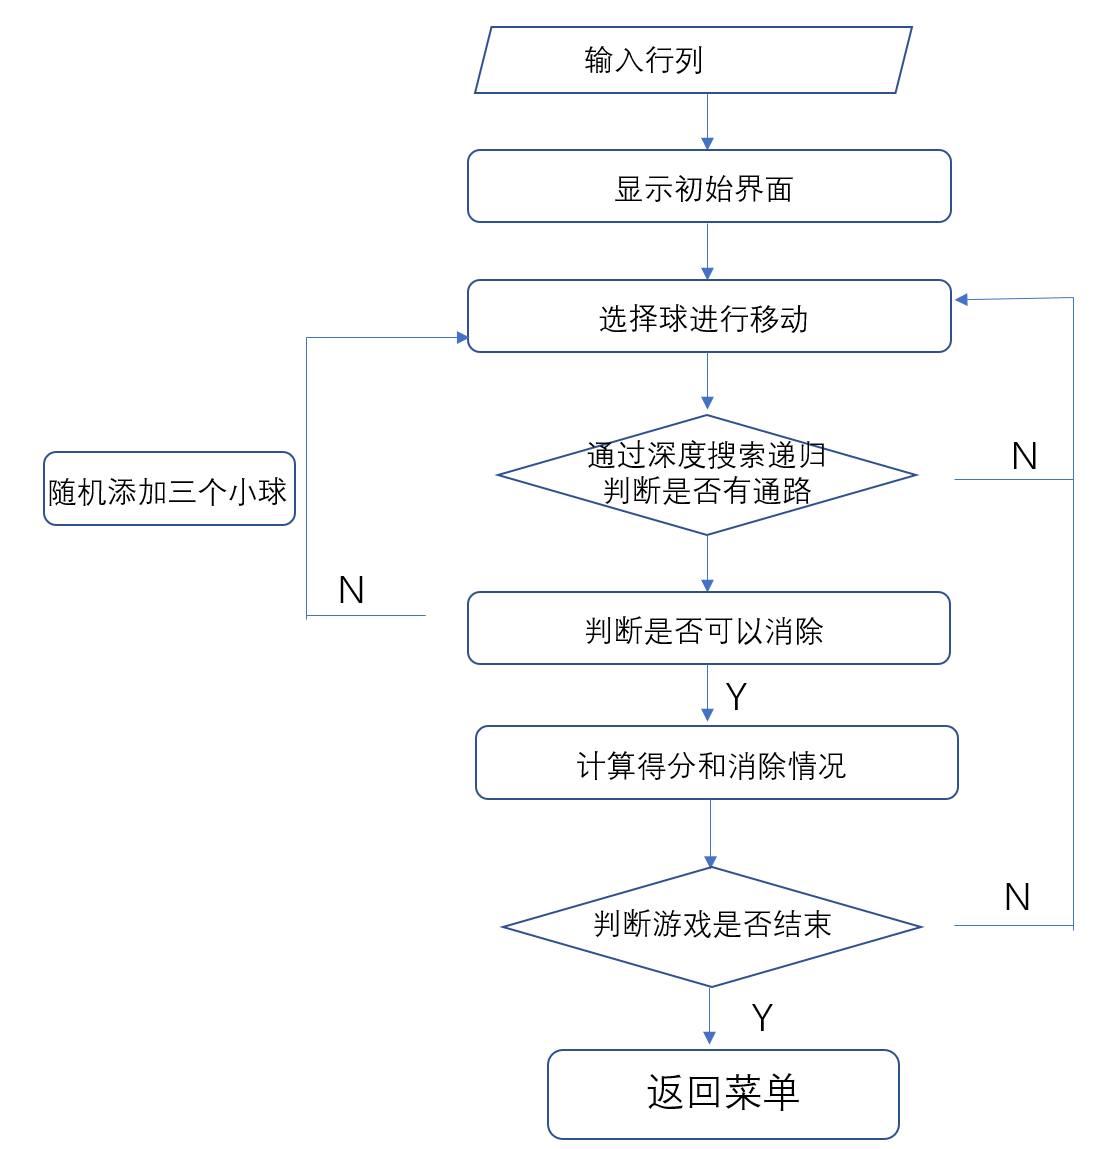 输入行列
显示初始界面
选择球进行移动
通过深度搜索递归
判断是否有通路
N
随机添加三个小球
N
判断是否可以消除
Y
计算得分和消除情况
判断游戏是否结束
N
Y
返回菜单